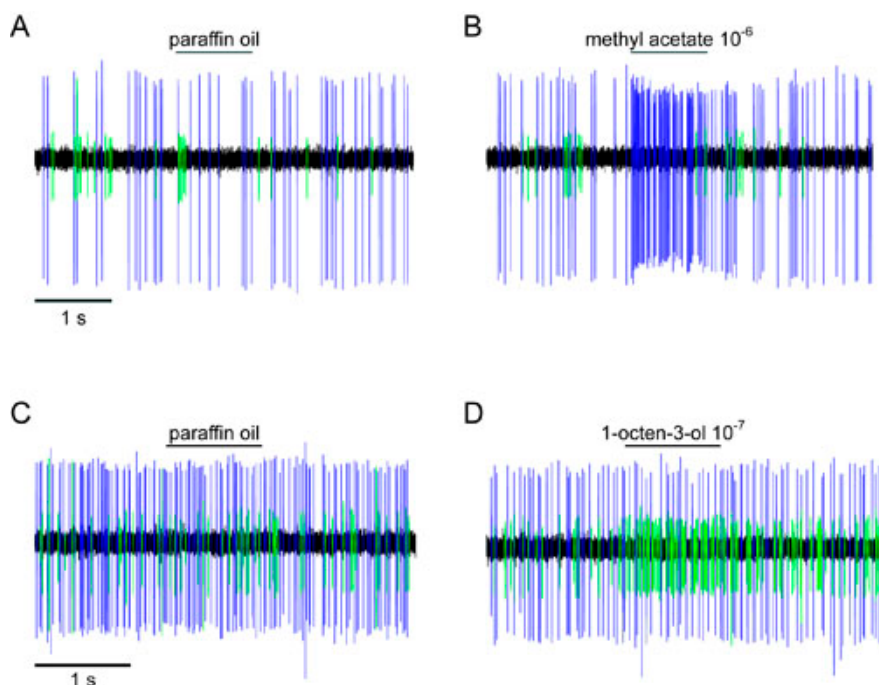 A
paraffin oil
B
methyl acetate 10⁻⁶
1 s
C
paraffin oil
D
1-octen-3-ol 10⁻⁷
1 s